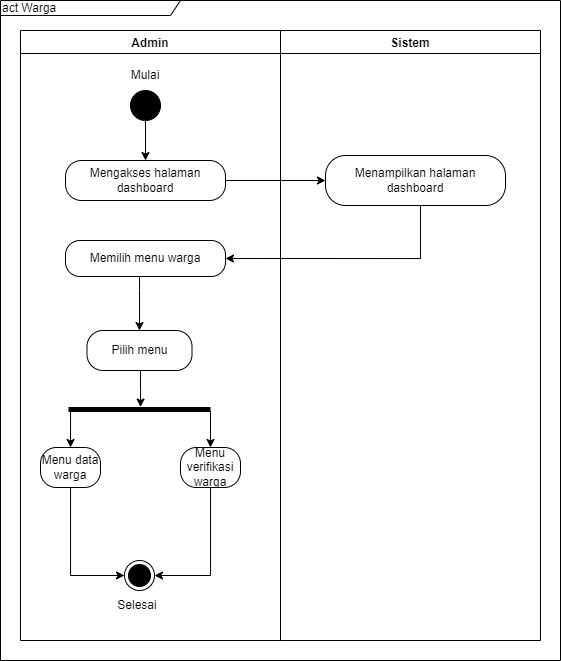 act Warga
Admin
Sistem
Mulai
Mengakses halaman
dashboard
Menampilkan halaman
dashboard
Memilih menu warga
Pilih menu
Menu data
warga
Menu
verifikasi
warga
Selesai